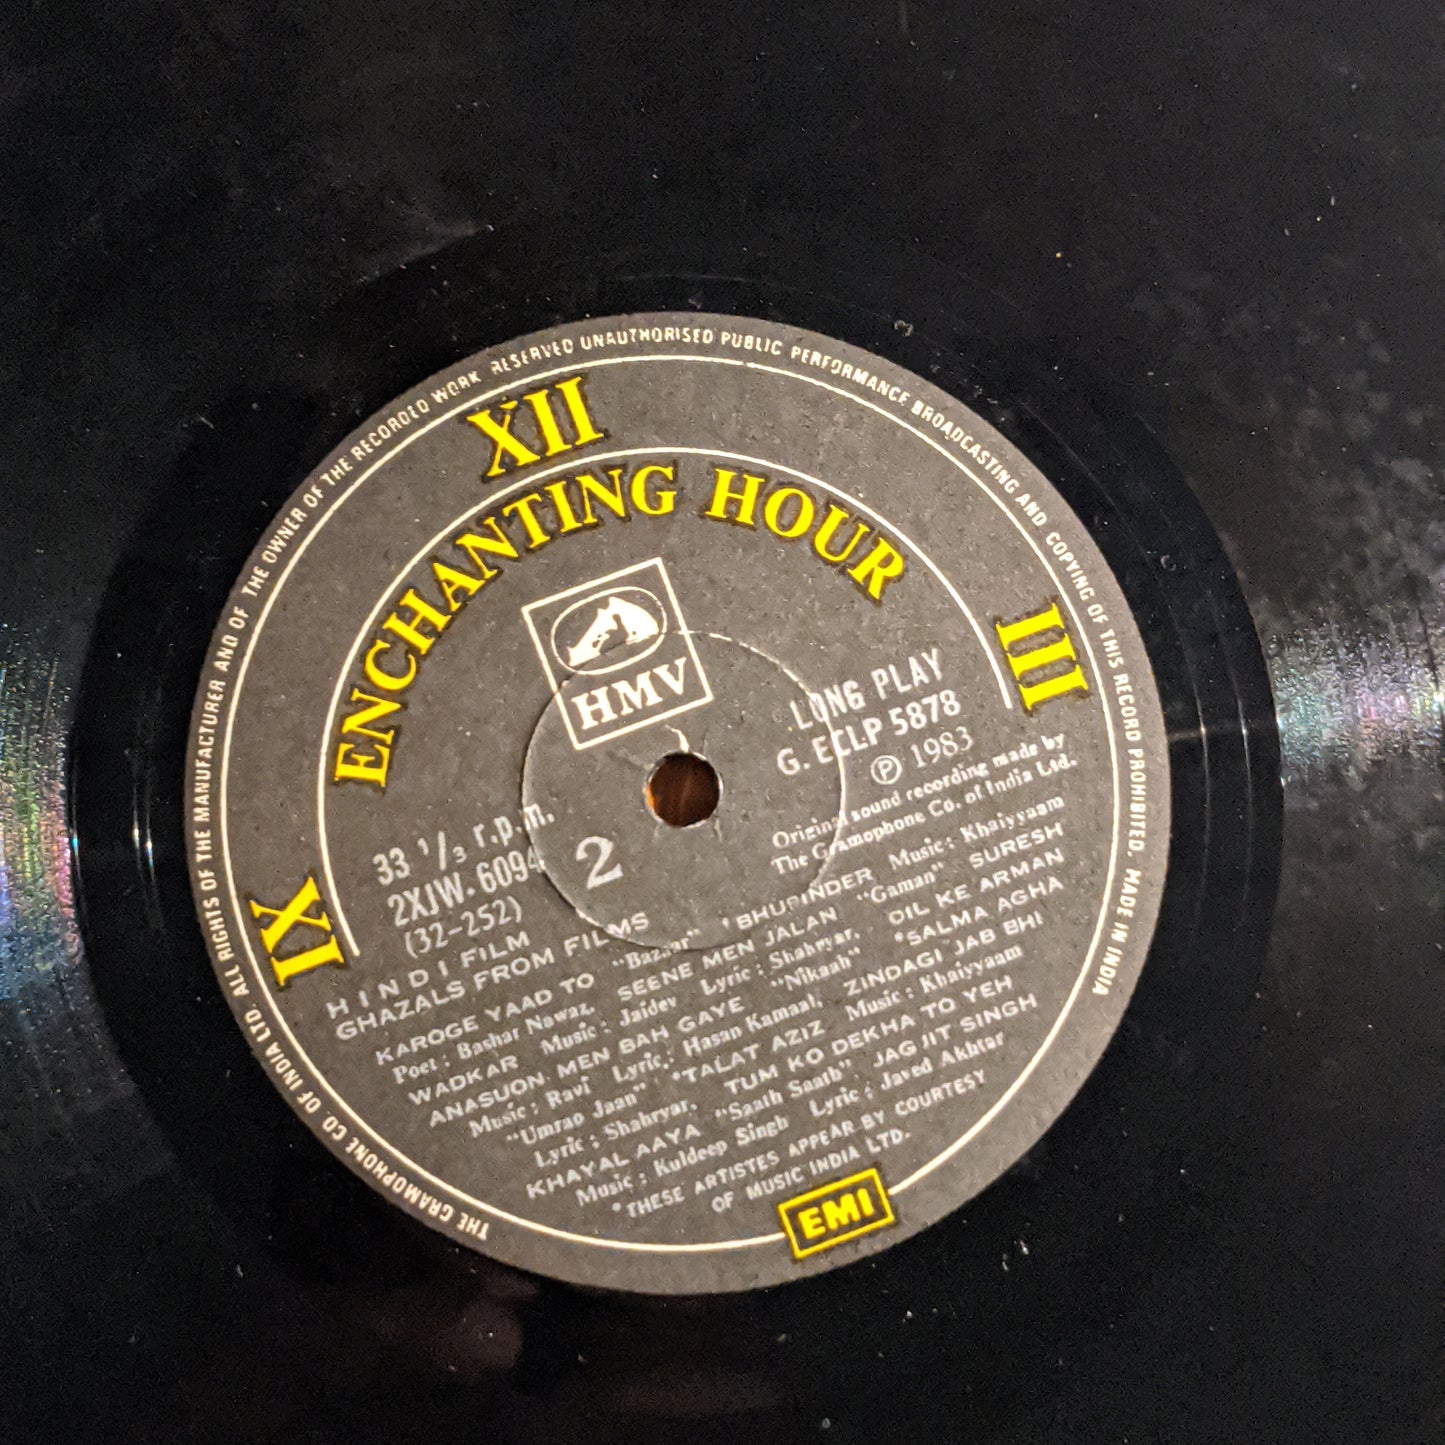 THE GRAMOPHONE CO. OF INDIA LTD. ALL RIGHTS OF THE MANUFACTURER AND OF THE OWNER OF THE RECORDED WORK RESERVED UNAUTHORISED PUBLIC PERFORMANCE BROADCASTING AND COPYING OF THIS RECORD PROHIBITED. MADE IN INDIA
IX XII III
ENCHANTING HOUR
HMV
LONG PLAY
G. ECLP 5878
℗ 1983
Original sound recording made by
The Gramophone Co. of India Ltd.
33 1/3 r.p.m.
2XJW. 6094
(32-252)
2
HINDI FILM
GHAZALS FROM FILMS
KAROGE YAAD TO "Bazaar" BHUPINDER Music: Khaiyyaam
Poet: Bashar Nawaz. SEENE MEN JALAN "Gaman" SURESH
WADKAR Music: Jaidev Lyric: Shahryar. DIL KE ARMAN
ANASUON MEN BAH GAYE "Nikaah" *SALMA AGHA
Music: Ravi Lyric: Hasan Kamaal. ZINDAGI JAB BHI
"Umrao Jaan" *TALAT AZIZ Music: Khaiyyaam
Lyric: Shahryar. TUM KO DEKHA TO YEH
KHAYAL AAYA "Saath Saath" JAGJIT SINGH
Music: Kuldeep Singh Lyric: Javed Akhtar
*THESE ARTISTES APPEAR BY COURTESY
OF MUSIC INDIA LTD.
EMI